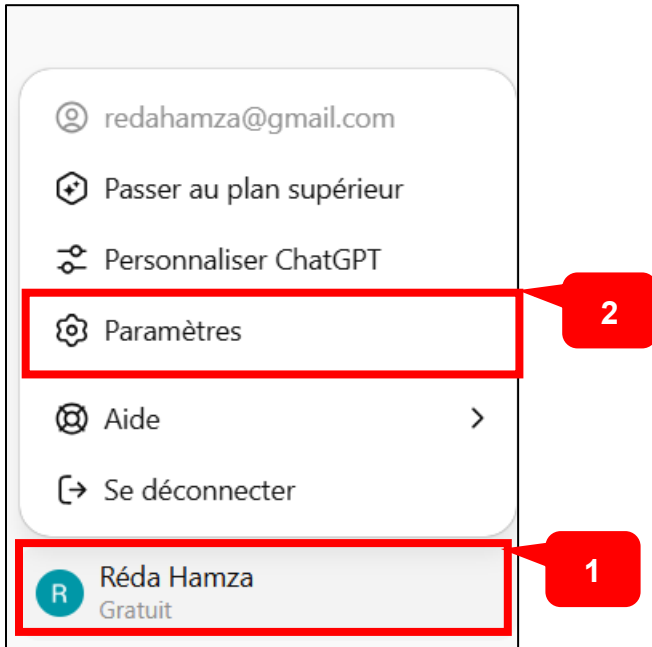 redahamza@gmail.com
Passer au plan supérieur
Personnaliser ChatGPT
Paramètres
2
Aide
Se déconnecter
R
Réda Hamza
Gratuit
1